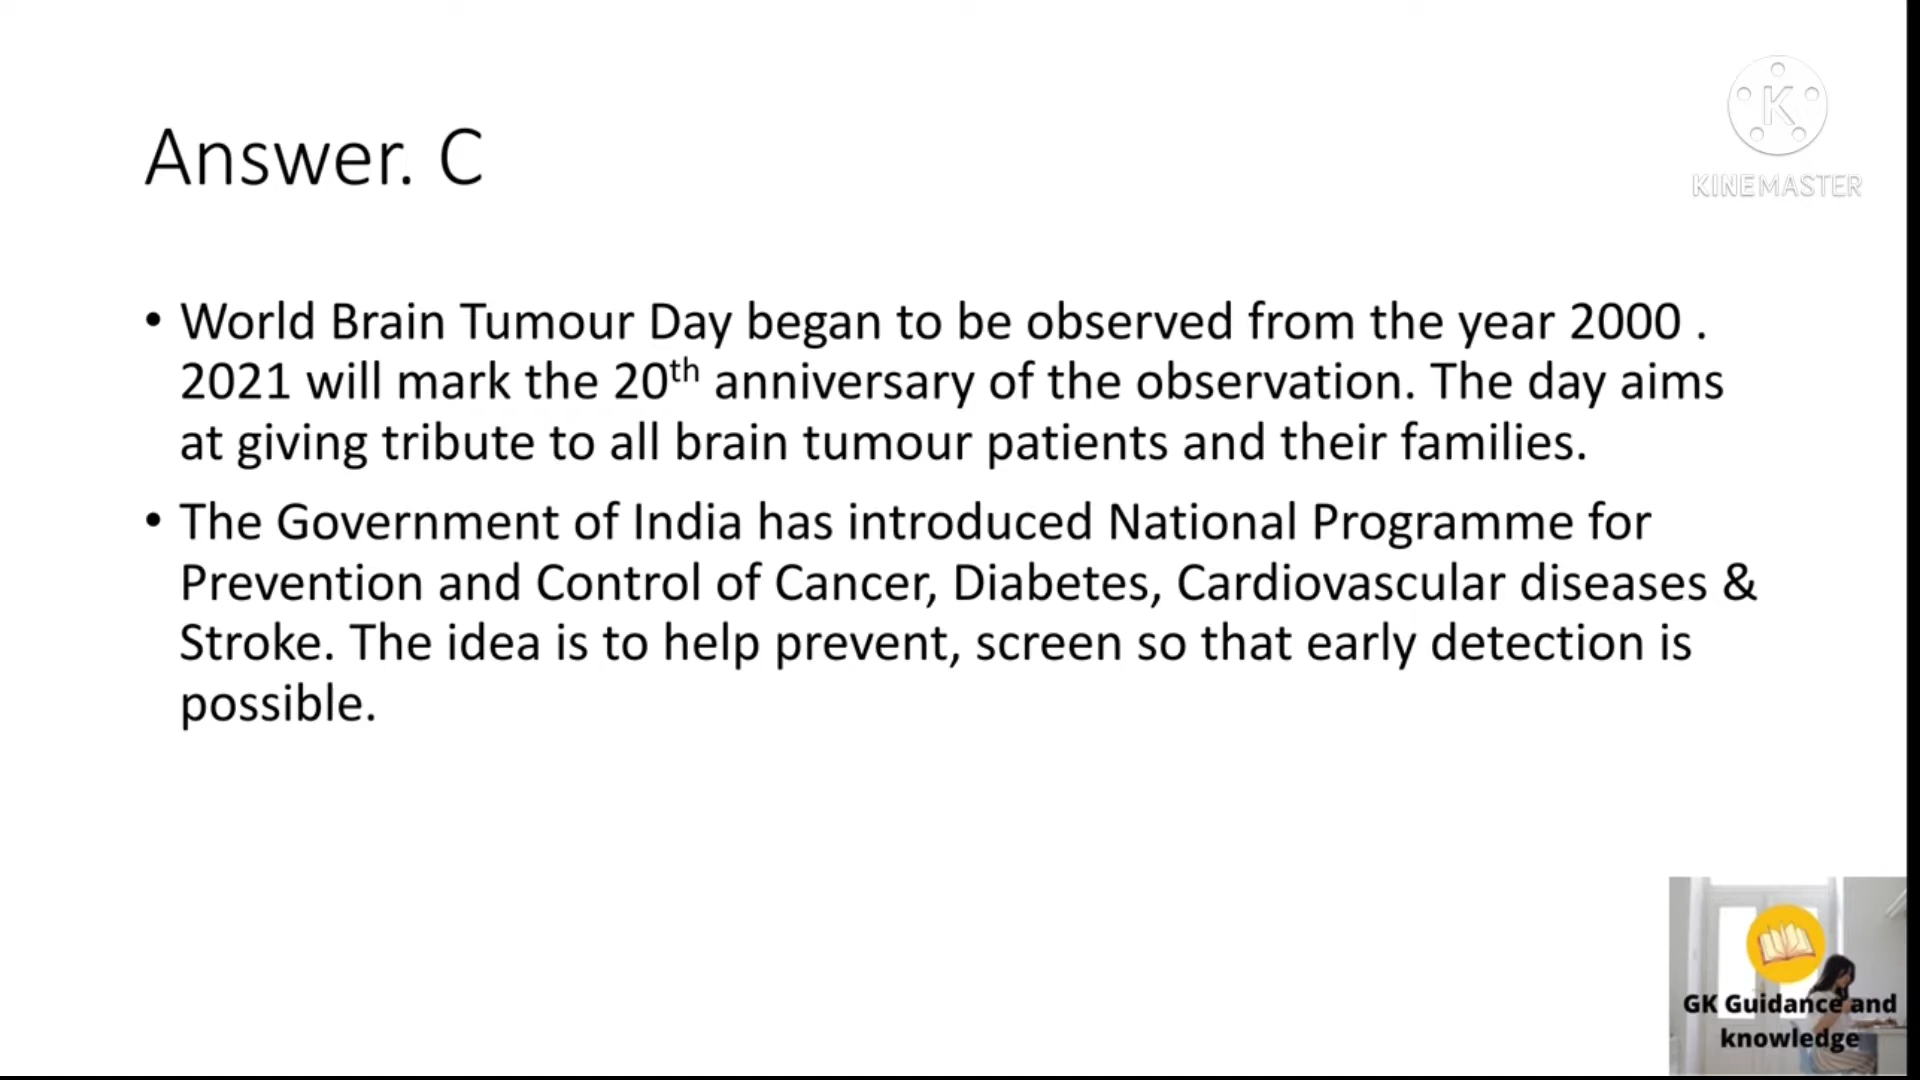 Answer. C
K
KINEMASTER
• World Brain Tumour Day began to be observed from the year 2000 .
2021 will mark the 20th anniversary of the observation. The day aims
at giving tribute to all brain tumour patients and their families.
• The Government of India has introduced National Programme for
Prevention and Control of Cancer, Diabetes, Cardiovascular diseases &
Stroke. The idea is to help prevent, screen so that early detection is
possible.
GK Guidance and
knowledge